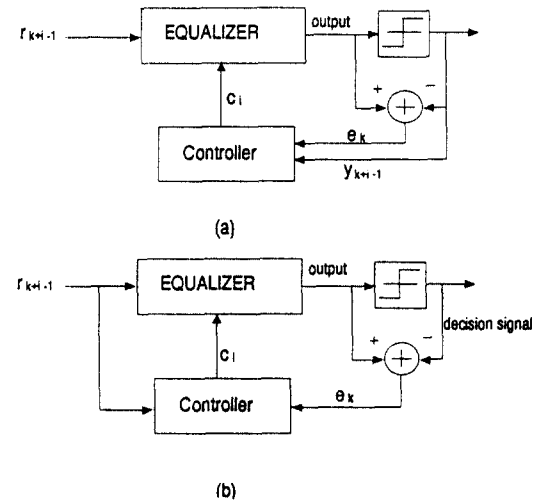 output
r k+i-1
EQUALIZER
+
−
c i
+
e k
Controller
y k+i-1
(a)
output
r k+i-1
EQUALIZER
decision signal
+
−
c i
+
e k
Controller
(b)